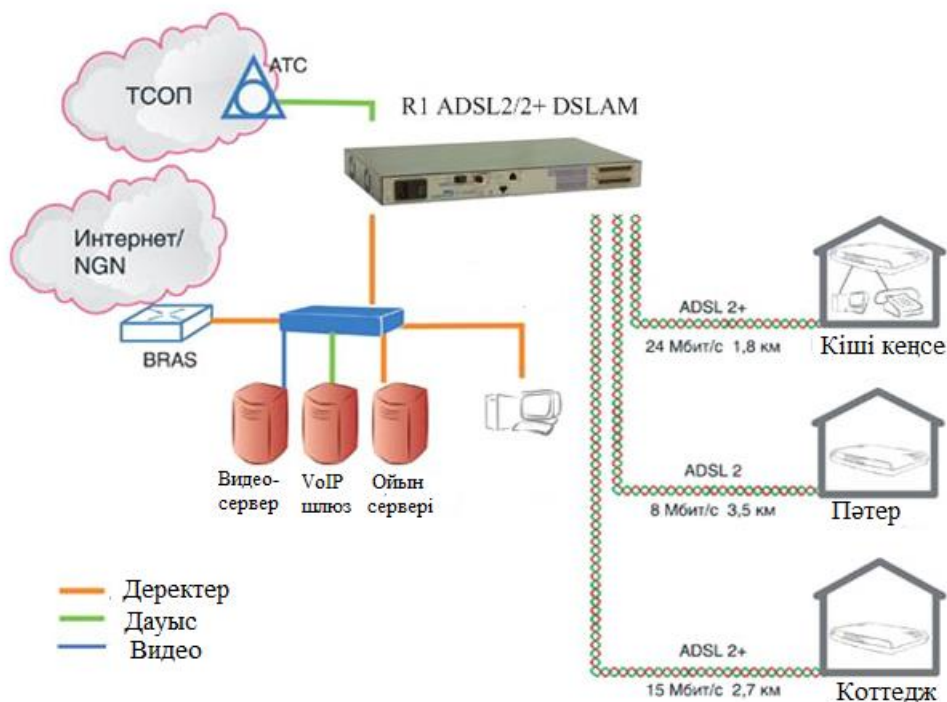 ТСОП
АТС
R1 ADSL2/2+ DSLAM
Интернет/
NGN
BRAS
Видео-
сервер
VoIP
шлюз
Ойын
сервері
ADSL 2+
24 Мбит/с 1,8 км
Кіші кеңсе
ADSL 2
8 Мбит/с 3,5 км
Пәтер
ADSL 2+
15 Мбит/с 2,7 км
Коттедж
Деректер
Дауыс
Видео